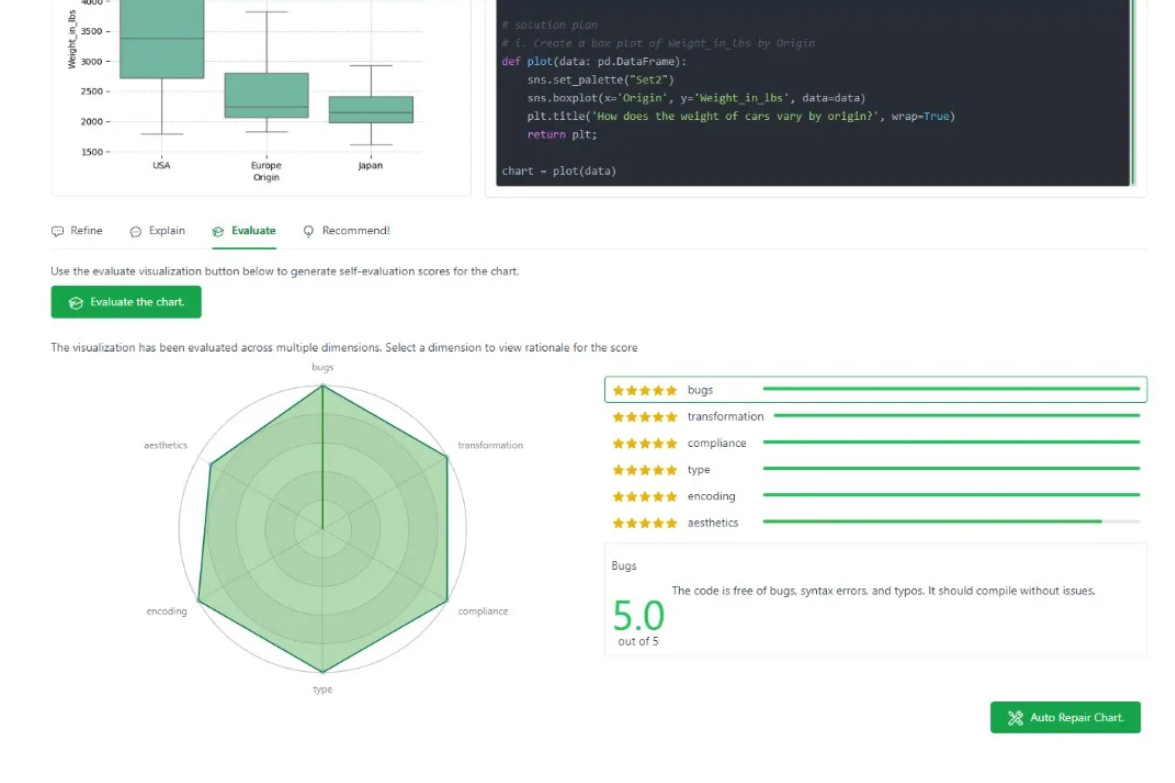 4000
Weight_in_lbs
3500
3000
2500
2000
1500
USA
Europe
Japan
Origin
# solution plan
# i. Create a box plot of Weight_in_lbs by Origin
def plot(data: pd.DataFrame):
sns.set_palette("Set2")
sns.boxplot(x='Origin', y='Weight_in_lbs', data=data)
plt.title('How does the weight of cars vary by origin?', wrap=True)
return plt;
chart = plot(data)
Refine
Explain
Evaluate
Recommend!
Use the evaluate visualization button below to generate self-evaluation scores for the chart.
Evaluate the chart.
The visualization has been evaluated across multiple dimensions. Select a dimension to view rationale for the score
bugs
aesthetics
transformation
encoding
compliance
type
bugs
transformation
compliance
type
encoding
aesthetics
Bugs
The code is free of bugs, syntax errors, and typos. It should compile without issues.
5.0
out of 5
Auto Repair Chart.